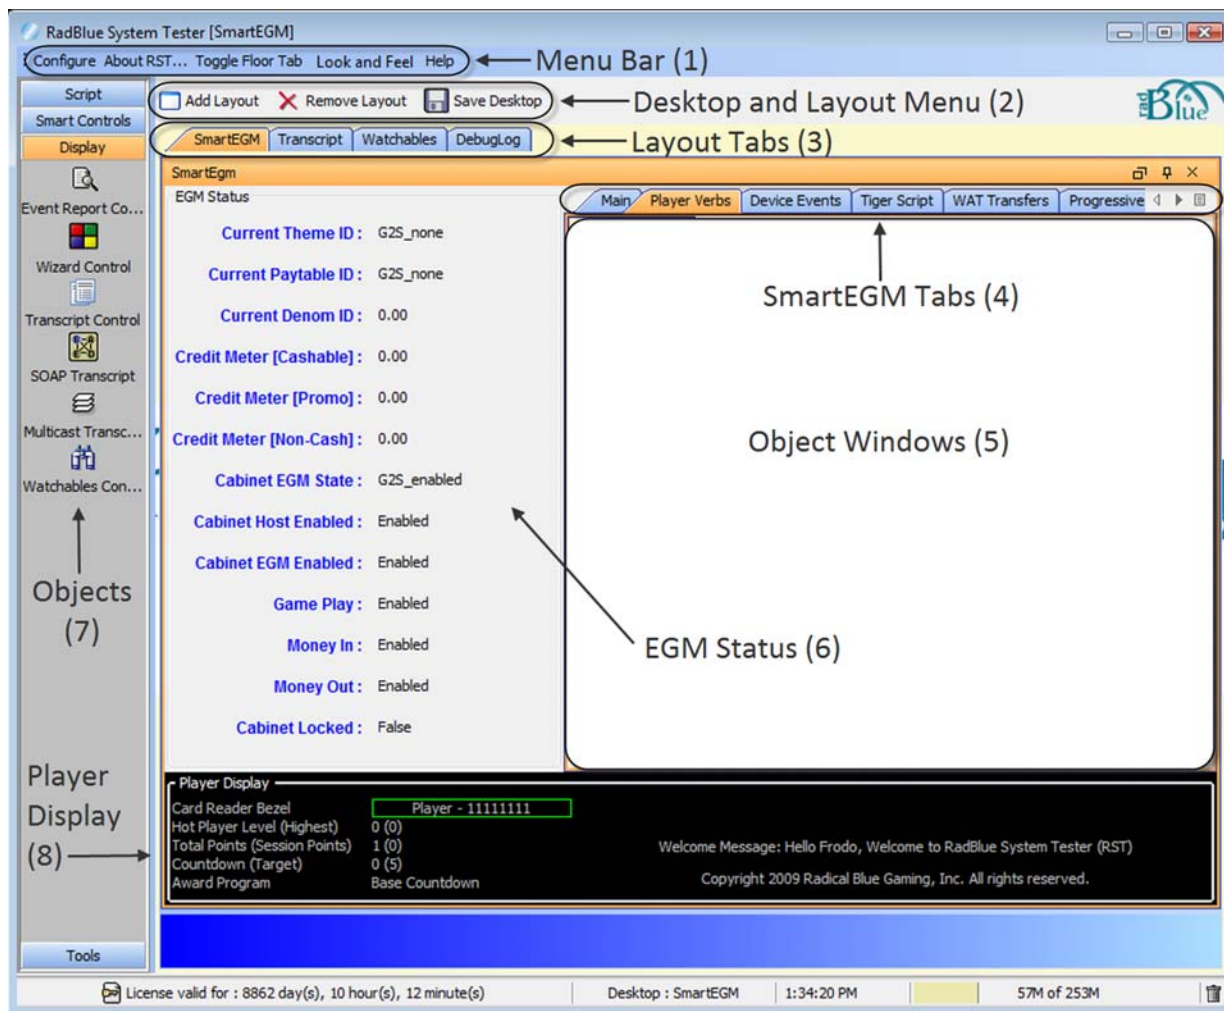 RadBlue System Tester [SmartEGM]
Configure About RST... Toggle Floor Tab Look and Feel Help
Menu Bar (1)
Script
Smart Controls
Display
Event Report Co...
Wizard Control
Transcript Control
SOAP Transcript
Multicast Transc...
Watchables Con...
Objects
(7)
Player
Display
(8)
Tools
Add Layout Remove Layout Save Desktop
Desktop and Layout Menu (2)
rad
Blue
SmartEGM Transcript Watchables DebugLog
Layout Tabs (3)
SmartEgm
EGM Status
Current Theme ID : G2S_none
Current Paytable ID : G2S_none
Current Denom ID : 0.00
Credit Meter [Cashable] : 0.00
Credit Meter [Promo] : 0.00
Credit Meter [Non-Cash] : 0.00
Cabinet EGM State : G2S_enabled
Cabinet Host Enabled : Enabled
Cabinet EGM Enabled : Enabled
Game Play : Enabled
Money In : Enabled
Money Out : Enabled
Cabinet Locked : False
Main Player Verbs Device Events Tiger Script WAT Transfers Progressive
SmartEGM Tabs (4)
Object Windows (5)
EGM Status (6)
Player Display
Card Reader Bezel Player - 11111111
Hot Player Level (Highest) 0 (0)
Total Points (Session Points) 1 (0)
Countdown (Target) 0 (5)
Award Program Base Countdown
Welcome Message: Hello Frodo, Welcome to RadBlue System Tester (RST)
Copyright 2009 Radical Blue Gaming, Inc. All rights reserved.
License valid for : 8862 day(s), 10 hour(s), 12 minute(s) Desktop : SmartEGM 1:34:20 PM 57M of 253M